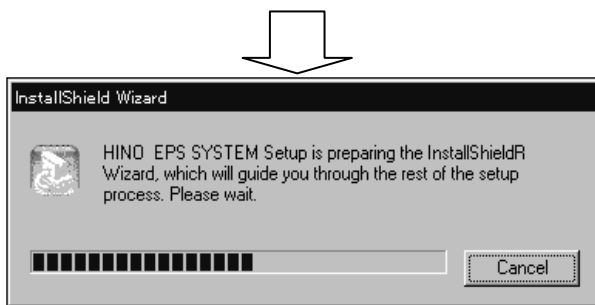 InstallShield Wizard
HINO EPS SYSTEM Setup is preparing the InstallShieldR
Wizard, which will guide you through the rest of the setup
process. Please wait.
Cancel